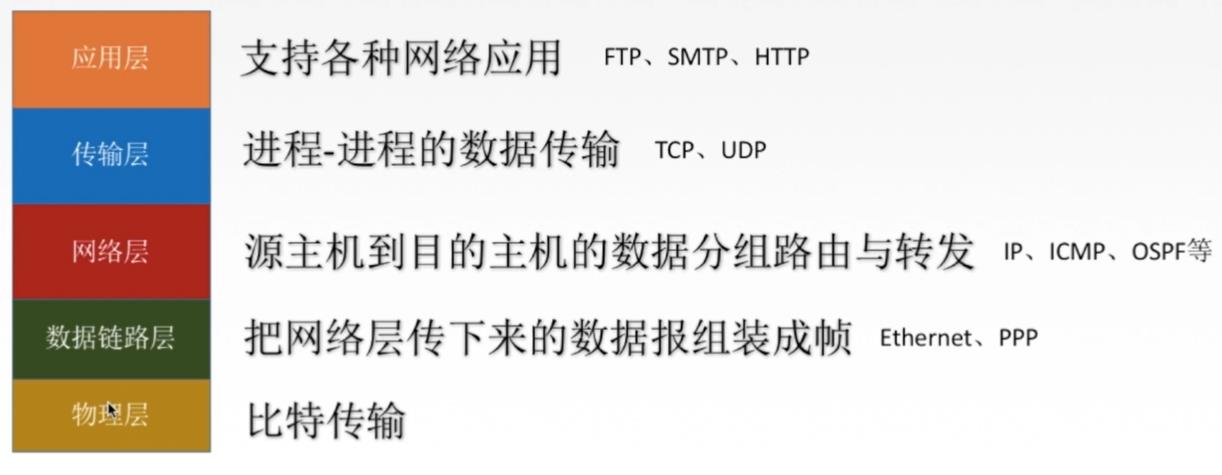 应用层 支持各种网络应用 FTP、SMTP、HTTP
传输层 进程-进程的数据传输 TCP、UDP
网络层 源主机到目的主机的数据分组路由与转发 IP、ICMP、OSPF等
数据链路层 把网络层传下来的数据报组装成帧 Ethernet、PPP
物理层 比特传输